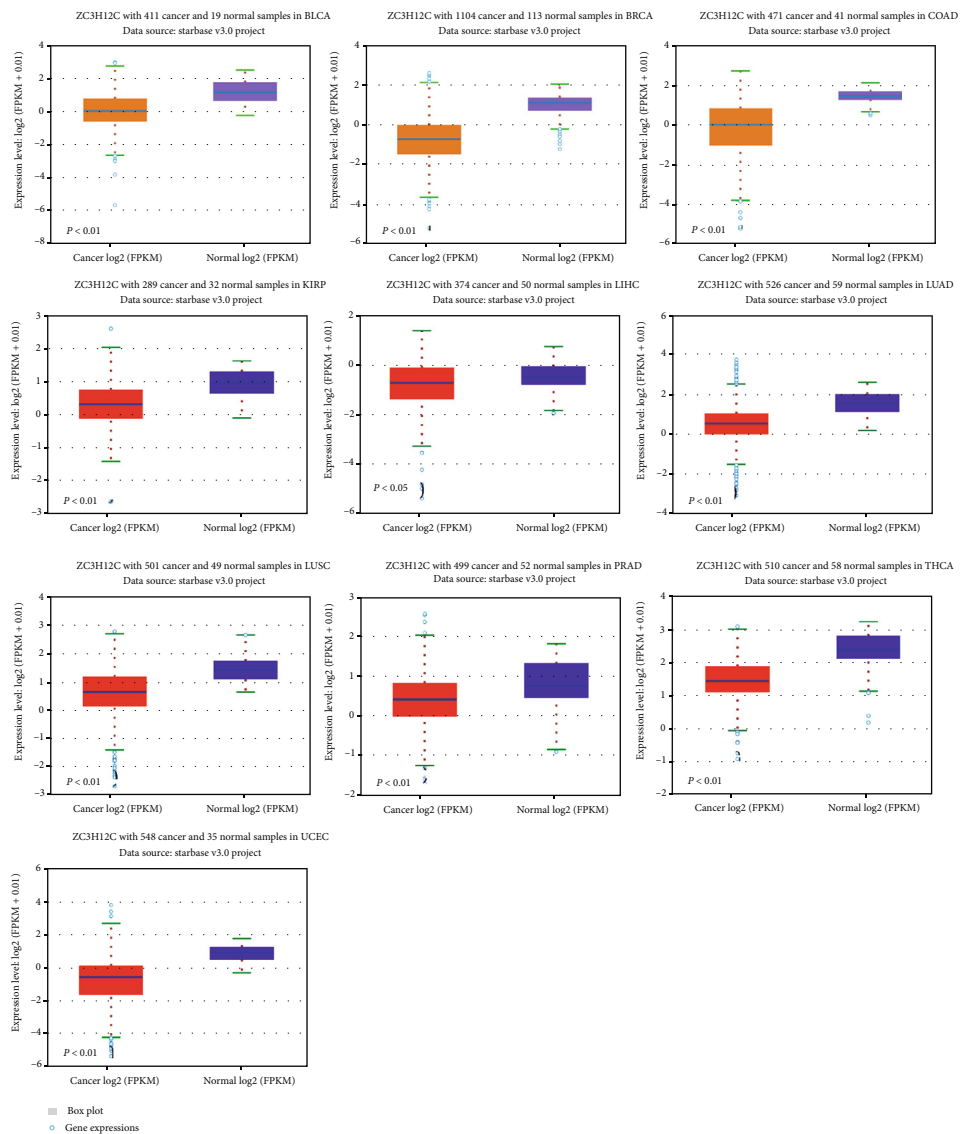 ZC3H12C with 411 cancer and 19 normal samples in BLCA
Data source: starbase v3.0 project
Expression level: log2 (FPKM + 0.01)
4
2
0
−2
−4
−6
−8
P < 0.01
Cancer log2 (FPKM)
Normal log2 (FPKM)
ZC3H12C with 1104 cancer and 113 normal samples in BRCA
Data source: starbase v3.0 project
Expression level: log2 (FPKM + 0.01)
4
2
0
−2
−4
−6
P < 0.01
Cancer log2 (FPKM)
Normal log2 (FPKM)
ZC3H12C with 471 cancer and 41 normal samples in COAD
Data source: starbase v3.0 project
Expression level: log2 (FPKM + 0.01)
4
2
0
−2
−4
−6
P < 0.01
Cancer log2 (FPKM)
Normal log2 (FPKM)
ZC3H12C with 289 cancer and 32 normal samples in KIRP
Data source: starbase v3.0 project
Expression level: log2 (FPKM + 0.01)
3
2
1
0
−1
−2
−3
P < 0.01
Cancer log2 (FPKM)
Normal log2 (FPKM)
ZC3H12C with 374 cancer and 50 normal samples in LIHC
Data source: starbase v3.0 project
Expression level: log2 (FPKM + 0.01)
2
0
−2
−4
−6
P < 0.05
Cancer log2 (FPKM)
Normal log2 (FPKM)
ZC3H12C with 526 cancer and 59 normal samples in LUAD
Data source: starbase v3.0 project
Expression level: log2 (FPKM + 0.01)
6
4
2
0
−2
−4
P < 0.01
Cancer log2 (FPKM)
Normal log2 (FPKM)
ZC3H12C with 501 cancer and 49 normal samples in LUSC
Data source: starbase v3.0 project
Expression level: log2 (FPKM + 0.01)
4
3
2
1
0
−1
−2
−3
P < 0.01
Cancer log2 (FPKM)
Normal log2 (FPKM)
ZC3H12C with 499 cancer and 52 normal samples in PRAD
Data source: starbase v3.0 project
Expression level: log2 (FPKM + 0.01)
3
2
1
0
−1
−2
P < 0.01
Cancer log2 (FPKM)
Normal log2 (FPKM)
ZC3H12C with 510 cancer and 58 normal samples in THCA
Data source: starbase v3.0 project
Expression level: log2 (FPKM + 0.01)
4
3
2
1
0
−1
−2
P < 0.01
Cancer log2 (FPKM)
Normal log2 (FPKM)
ZC3H12C with 548 cancer and 35 normal samples in UCEC
Data source: starbase v3.0 project
Expression level: log2 (FPKM + 0.01)
6
4
2
0
−2
−4
−6
P < 0.01
Cancer log2 (FPKM)
Normal log2 (FPKM)
Box plot
Gene expressions